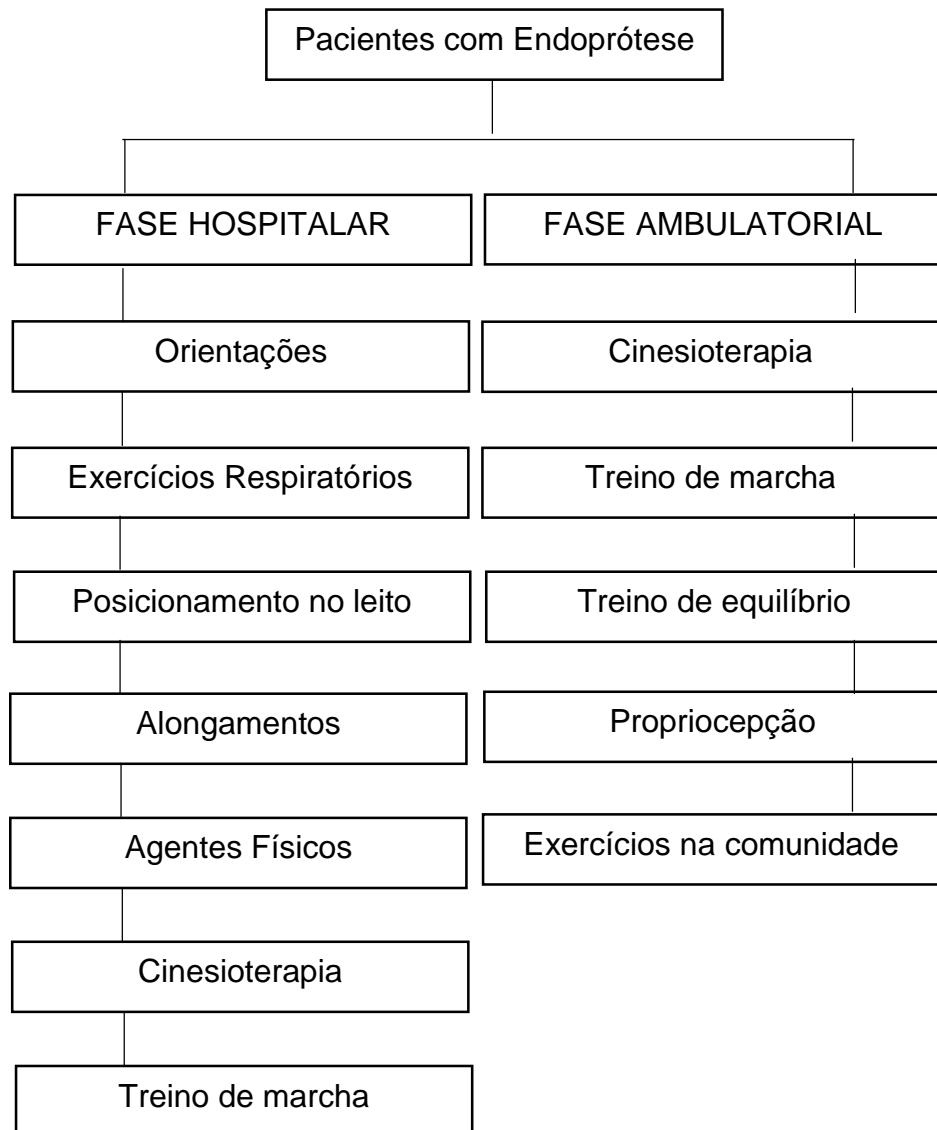 Pacientes com Endoprótese
FASE HOSPITALAR
Orientações
Exercícios Respiratórios
Posicionamento no leito
Alongamentos
Agentes Físicos
Cinesioterapia
Treino de marcha
FASE AMBULATORIAL
Cinesioterapia
Treino de marcha
Treino de equilíbrio
Propriocepção
Exercícios na comunidade